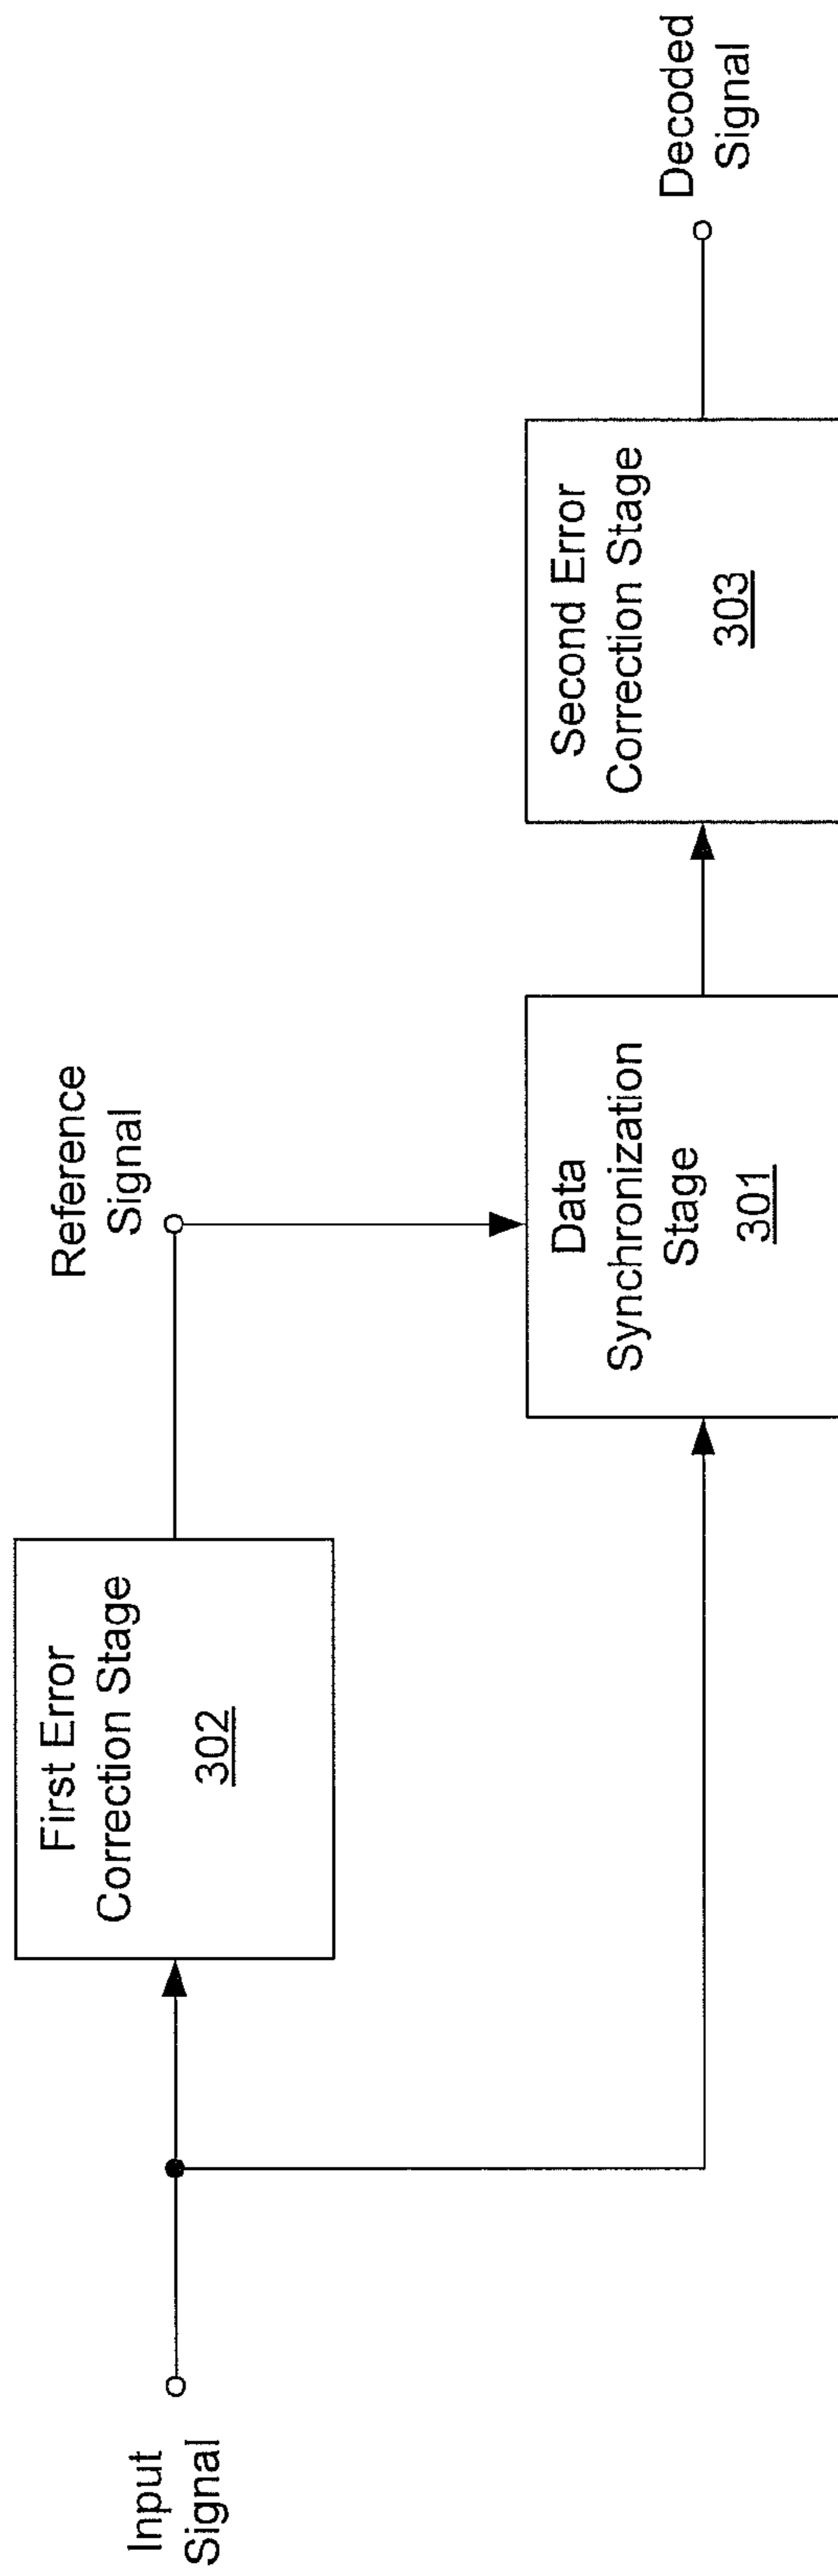 Input
Signal
First Error
Correction Stage
302
Reference
Signal
Data
Synchronization
Stage
301
Second Error
Correction Stage
303
Decoded
Signal